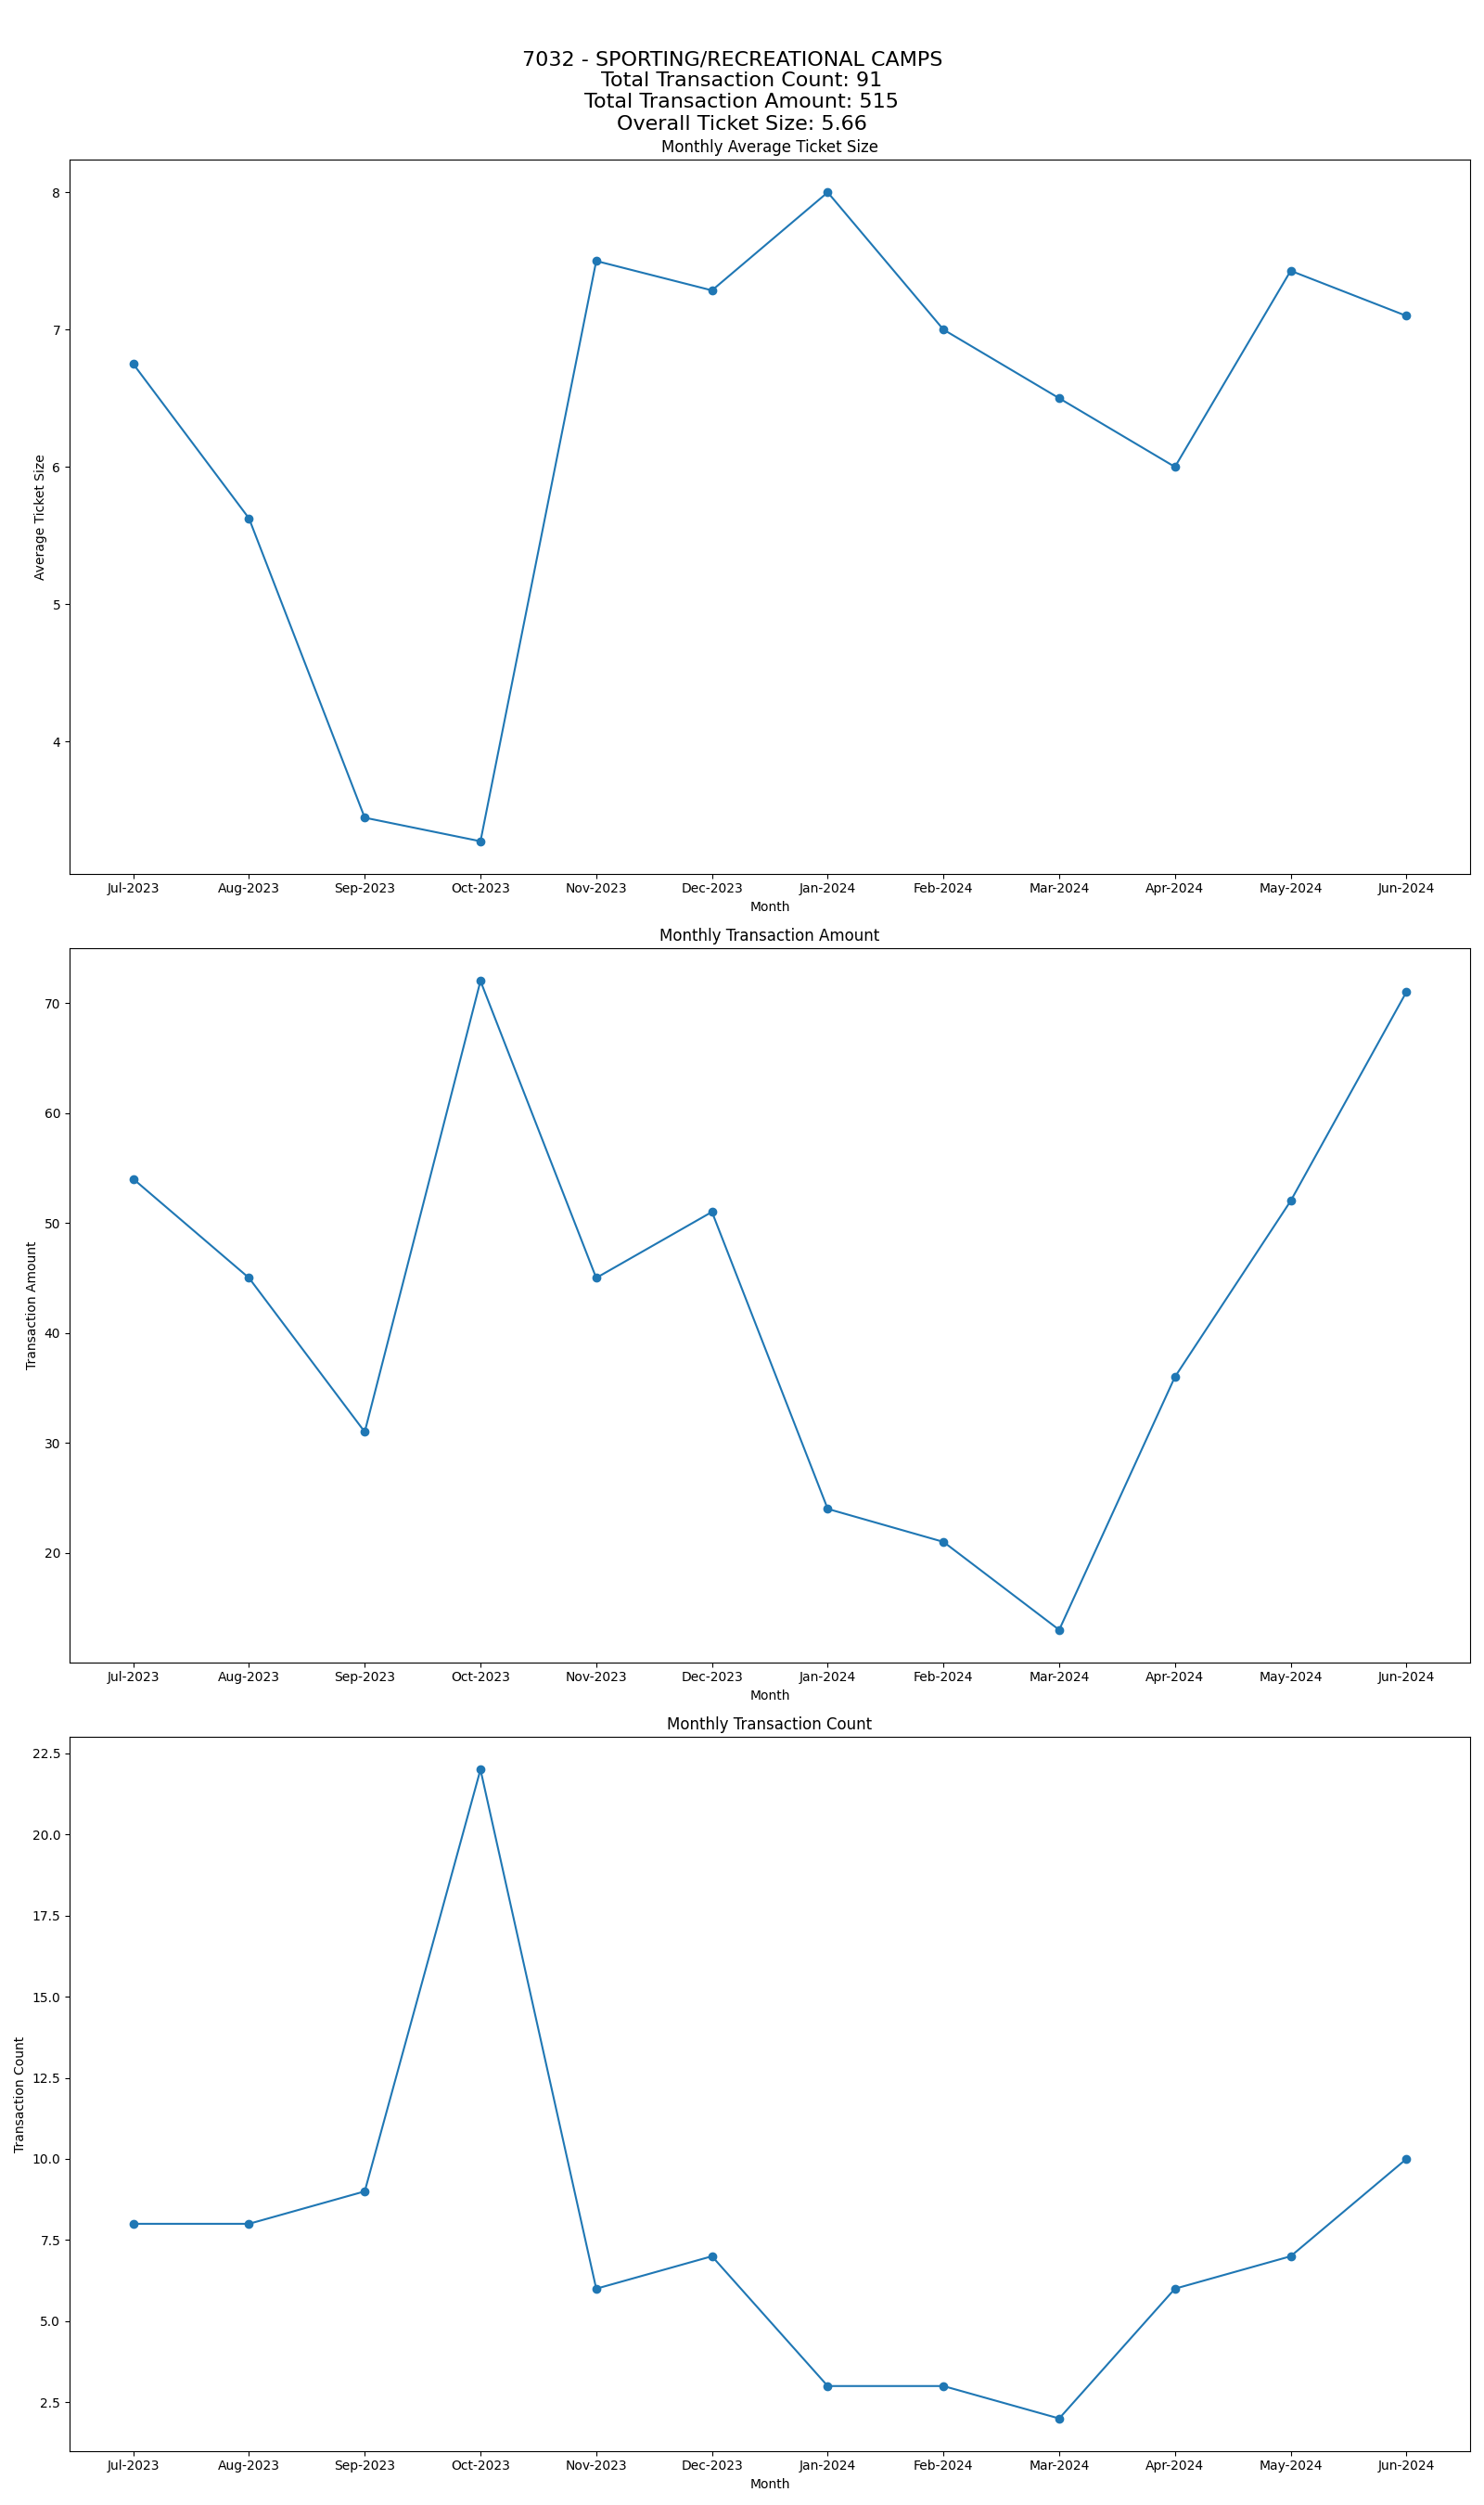 7032 - SPORTING/RECREATIONAL CAMPS
Total Transaction Count: 91
Total Transaction Amount: 515
Overall Ticket Size: 5.66
Monthly Average Ticket Size
8
7
6
5
4
Average Ticket Size
Jul-2023 Aug-2023 Sep-2023 Oct-2023 Nov-2023 Dec-2023 Jan-2024 Feb-2024 Mar-2024 Apr-2024 May-2024 Jun-2024
Month
Monthly Transaction Amount
70
60
50
40
30
20
Transaction Amount
Jul-2023 Aug-2023 Sep-2023 Oct-2023 Nov-2023 Dec-2023 Jan-2024 Feb-2024 Mar-2024 Apr-2024 May-2024 Jun-2024
Month
Monthly Transaction Count
22.5
20.0
17.5
15.0
12.5
10.0
7.5
5.0
2.5
Transaction Count
Jul-2023 Aug-2023 Sep-2023 Oct-2023 Nov-2023 Dec-2023 Jan-2024 Feb-2024 Mar-2024 Apr-2024 May-2024 Jun-2024
Month